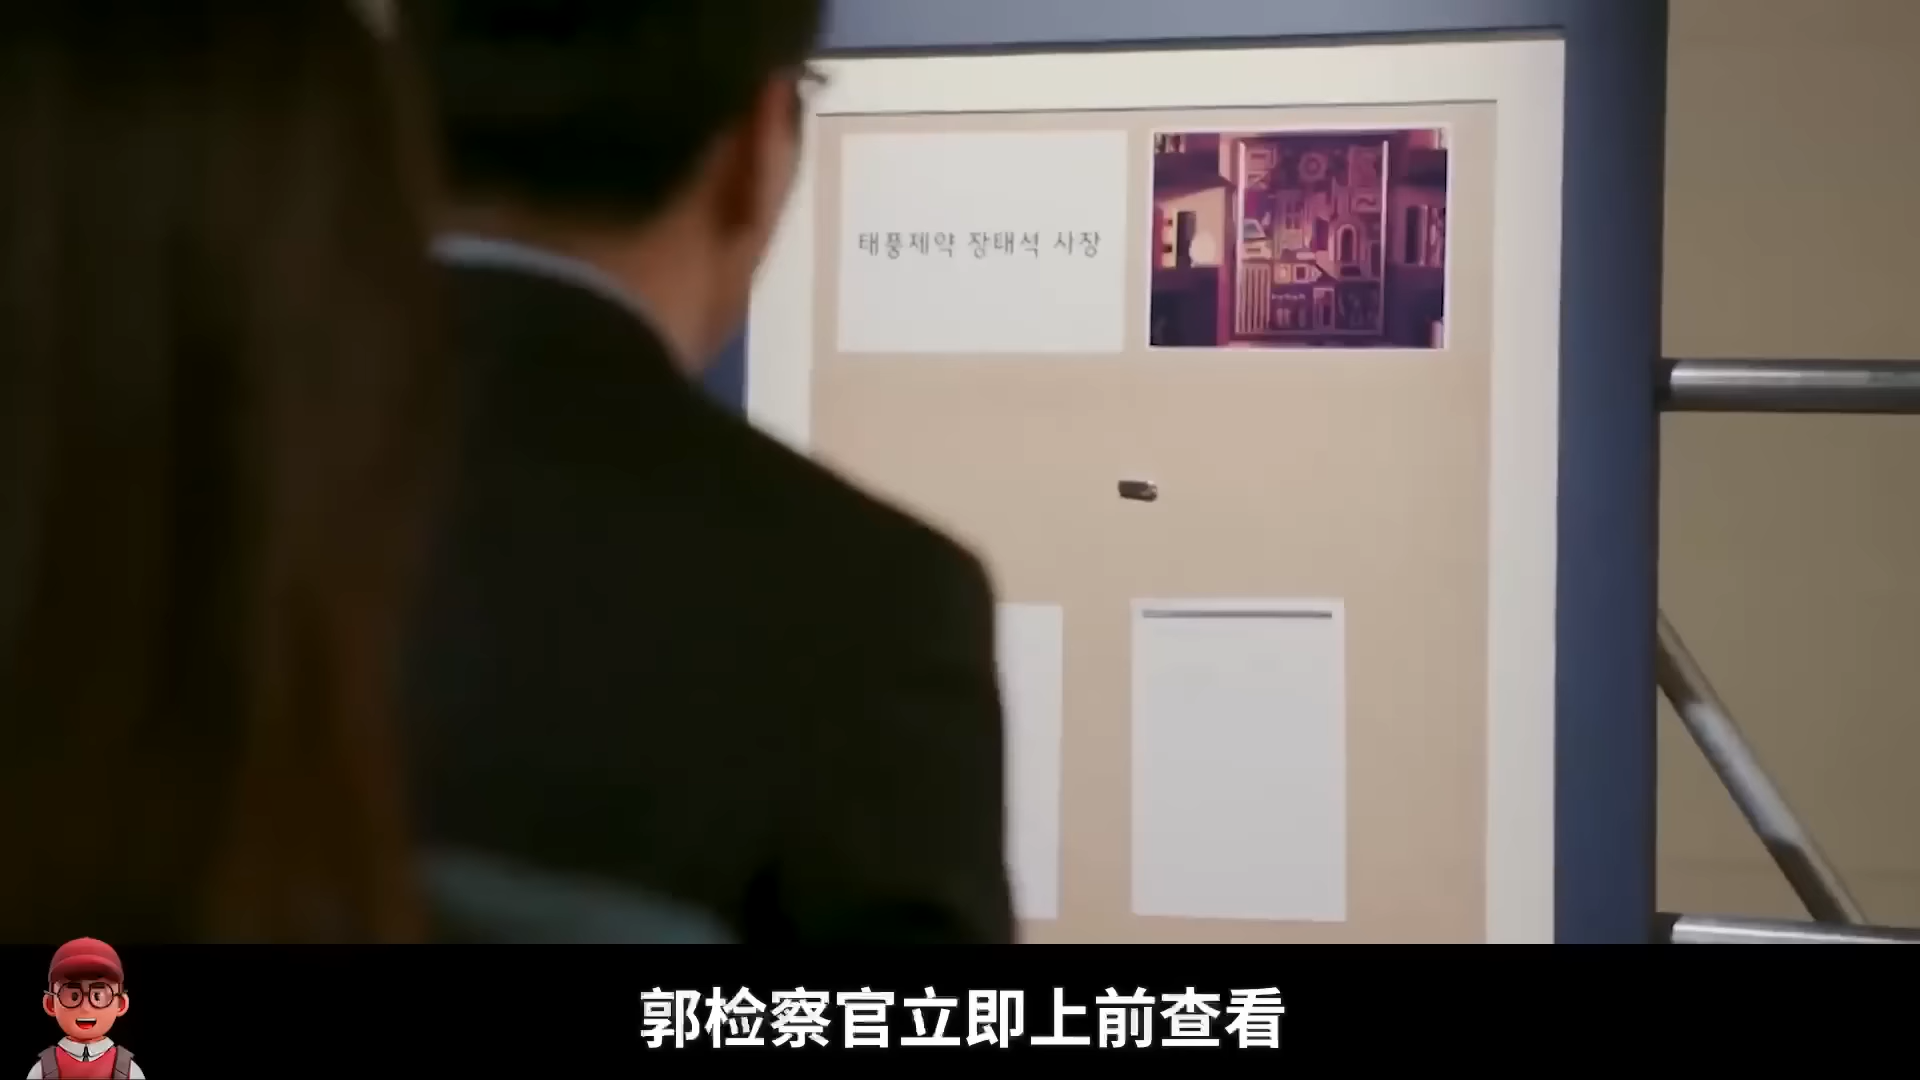 태풍제약 장태석 사장
郭检察官立即上前查看